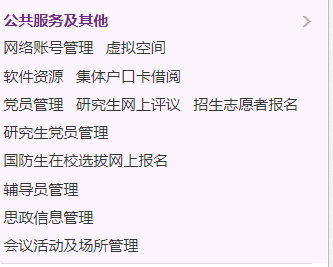 公共服务及其他
网络账号管理 虚拟空间
软件资源 集体户口卡借阅
党员管理 研究生网上评议 招生志愿者报名
研究生党员管理
国防生在校选拔网上报名
辅导员管理
思政信息管理
会议活动及场所管理